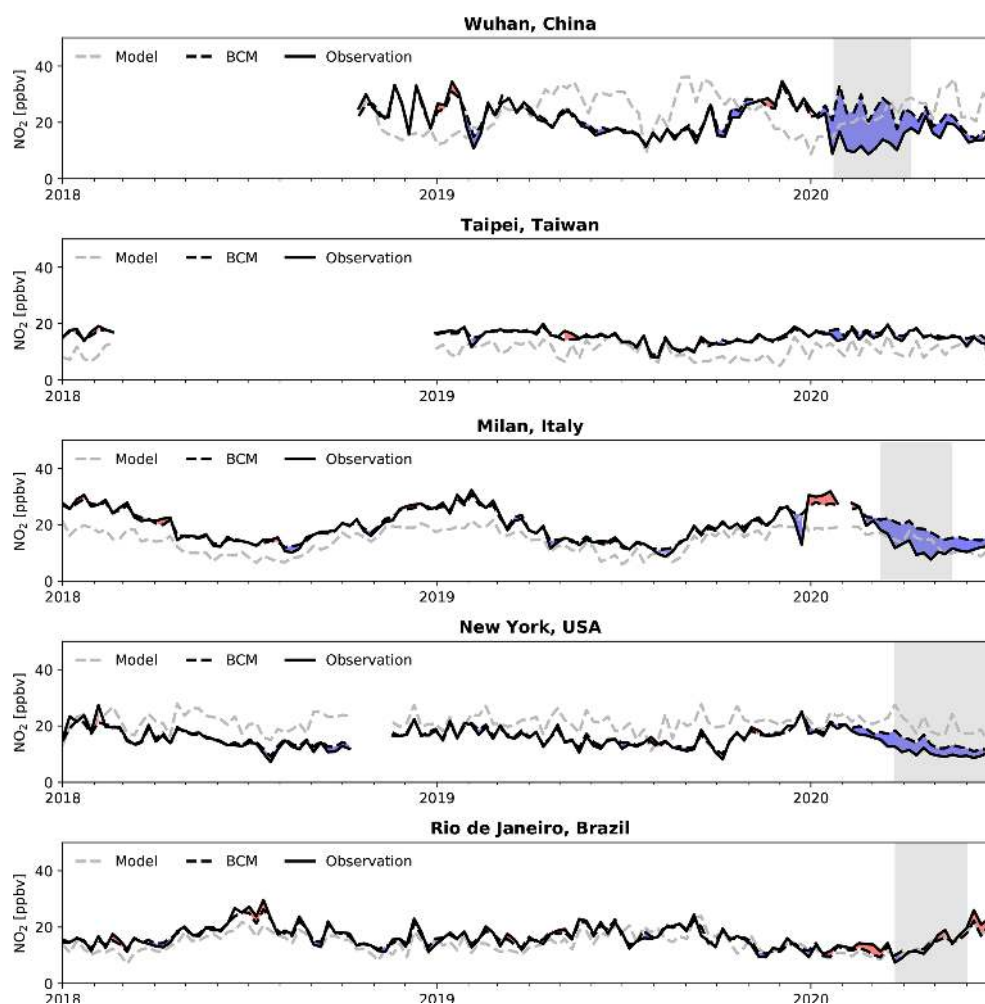 Wuhan, China
Model BCM Observation
NO₂ [ppbv]
40
20
0
2018 2019 2020
Taipei, Taiwan
Model BCM Observation
NO₂ [ppbv]
40
20
0
2018 2019 2020
Milan, Italy
Model BCM Observation
NO₂ [ppbv]
40
20
0
2018 2019 2020
New York, USA
Model BCM Observation
NO₂ [ppbv]
40
20
0
2018 2019 2020
Rio de Janeiro, Brazil
Model BCM Observation
NO₂ [ppbv]
40
20
0
2018 2019 2020